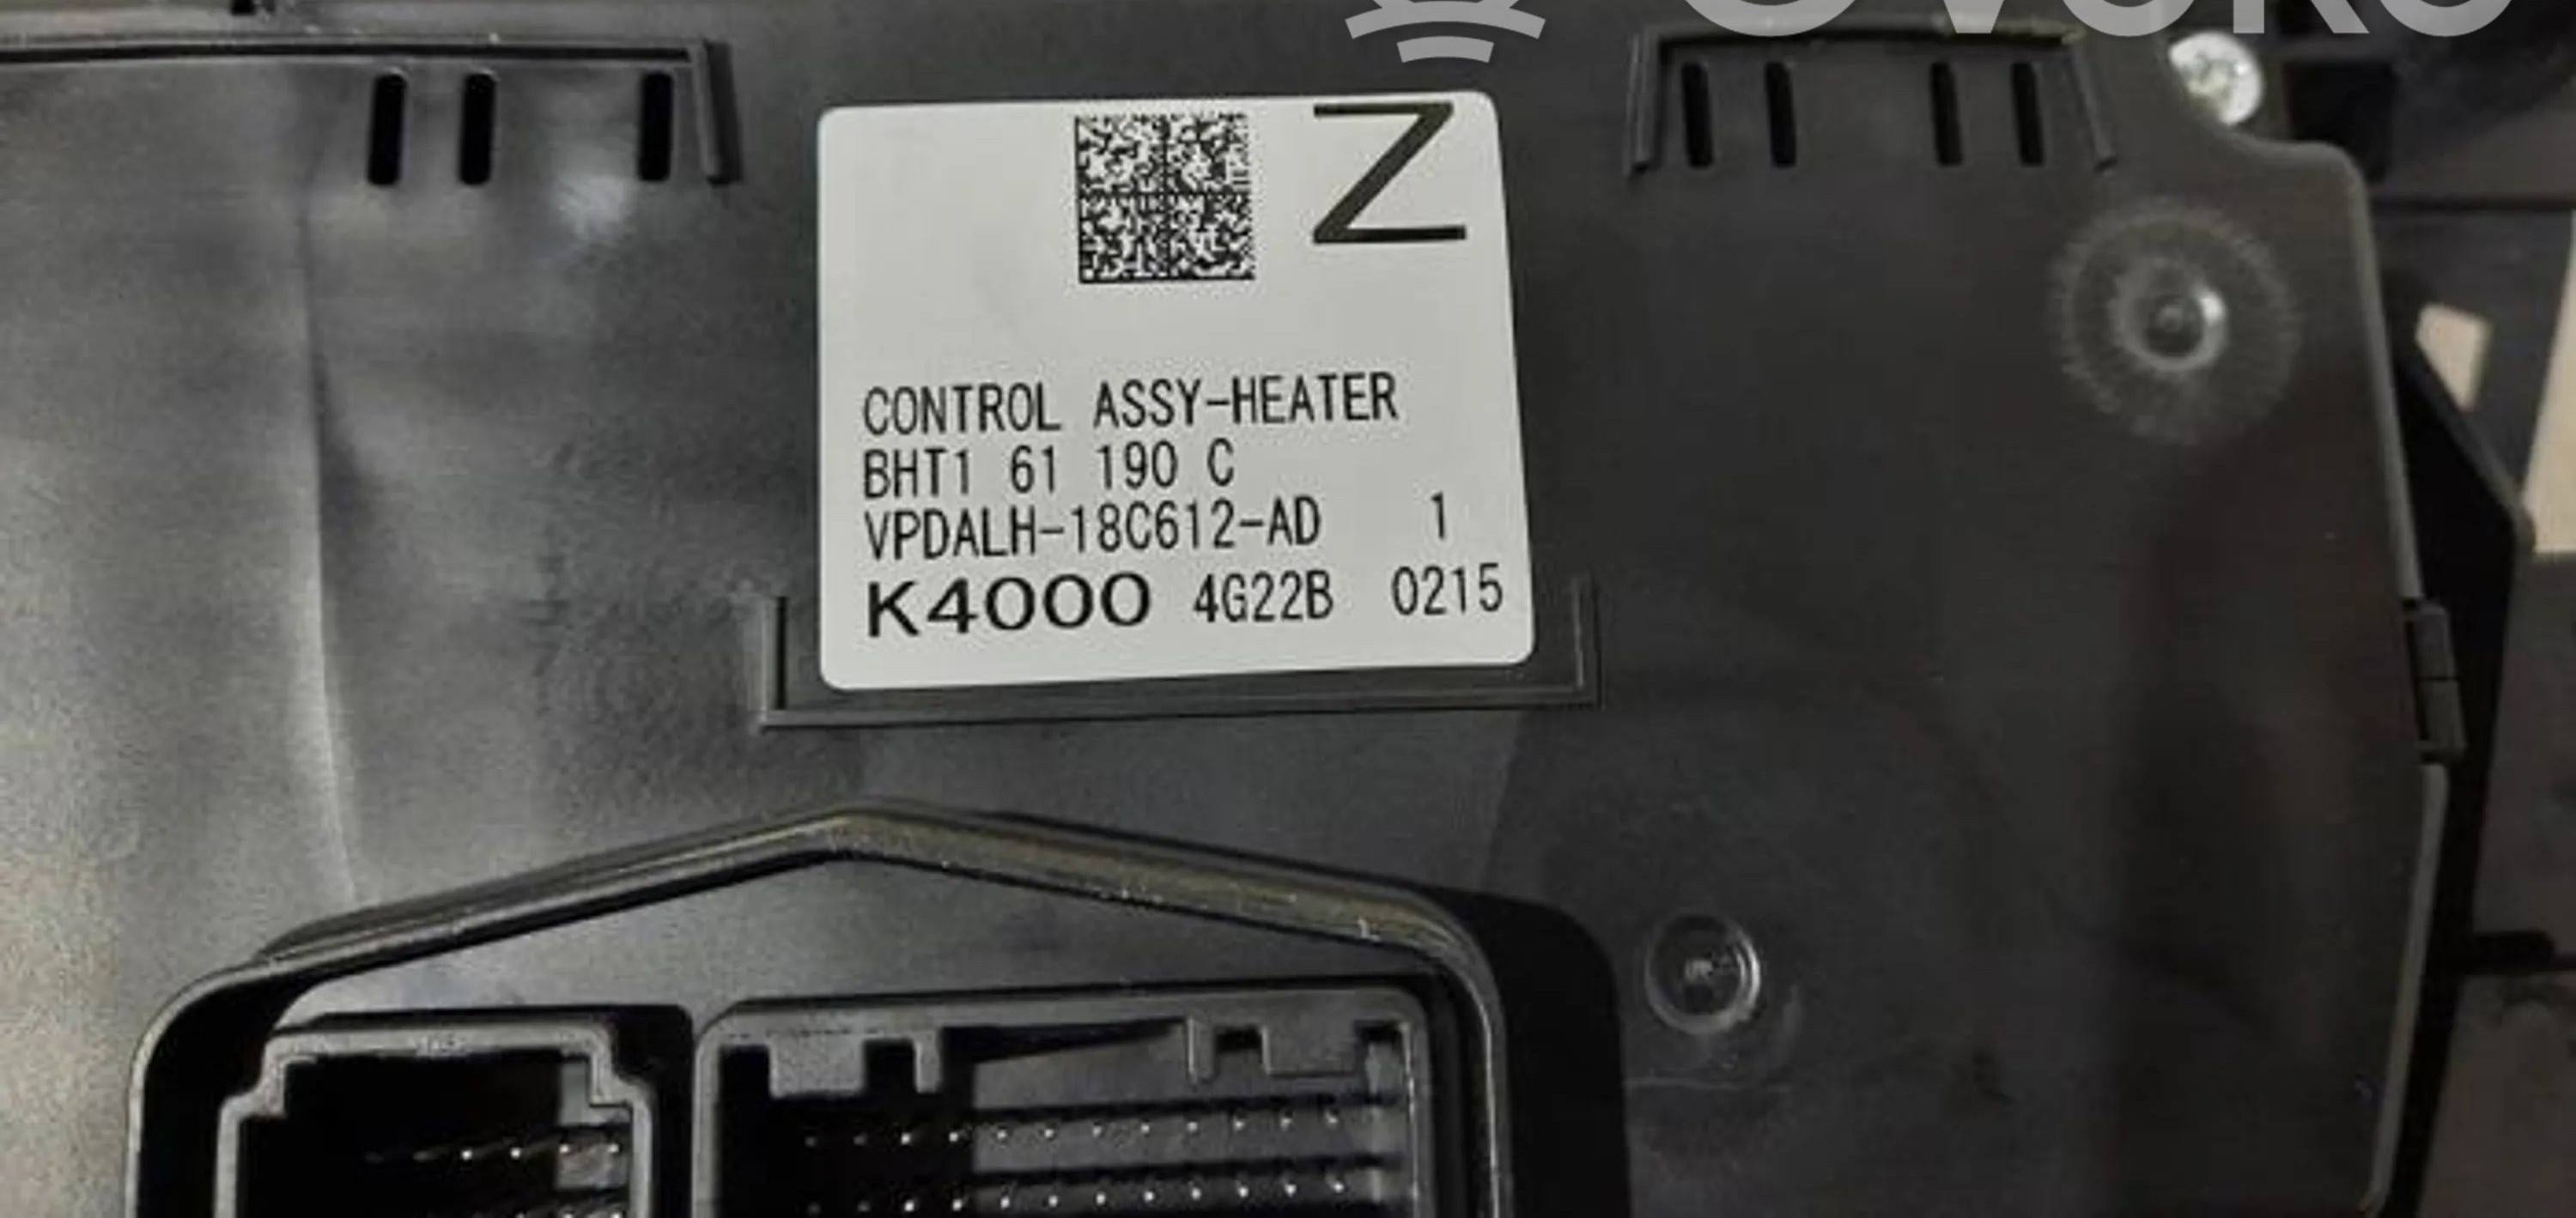 Z
CONTROL ASSY-HEATER
BHT1 61 190 C
VPDALH-18C612-AD 1
K4000 4G22B 0215